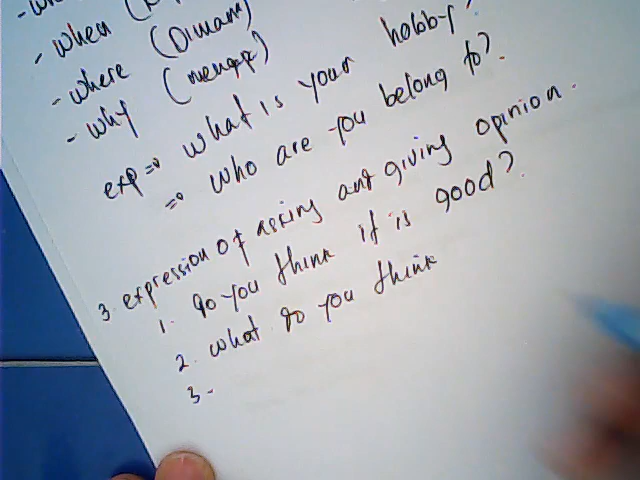 - when (
- where (Dimana)
- why (
exp => what is your hobby?
=> who are you belong to?
3. expression of asking and giving opinion.
1. do you think it is good?
2. what do you think
3.